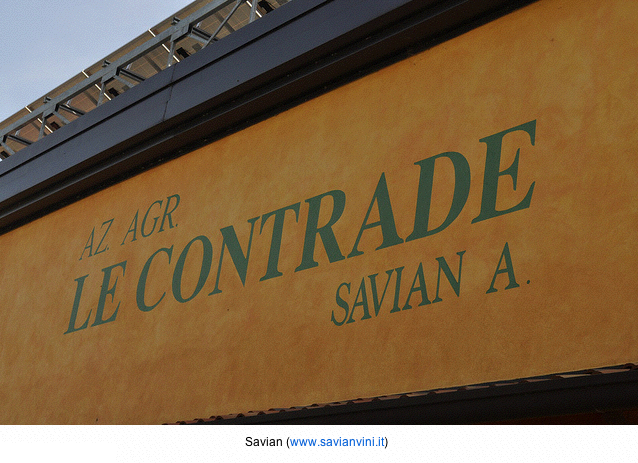 AZ. AGR.
LE CONTRADE
SAVIAN A.
Savian (www.savianvini.it)